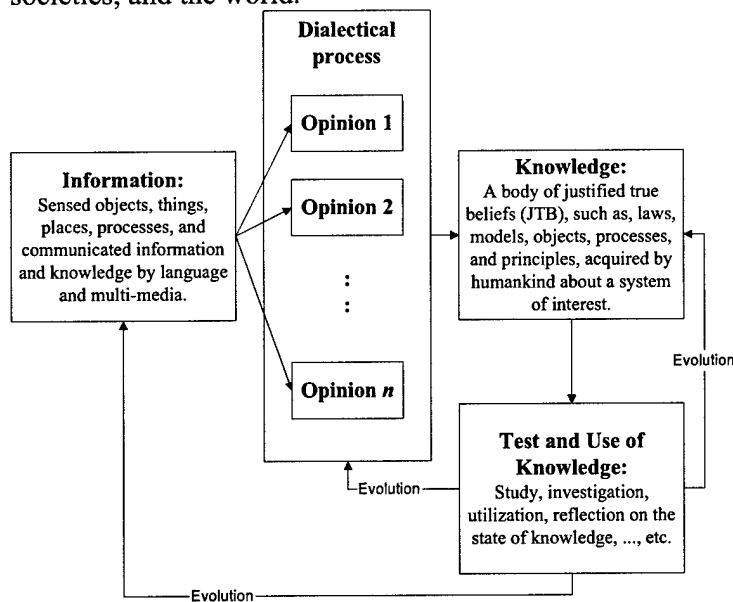 societies, and the world.
Dialectical
process
Opinion 1
Opinion 2
:
:
Opinion n
Information:
Sensed objects, things,
places, processes, and
communicated information
and knowledge by language
and multi-media.
Knowledge:
A body of justified true
beliefs (JTB), such as, laws,
models, objects, processes,
and principles, acquired by
humankind about a system
of interest.
Evolution
Test and Use of
Knowledge:
Study, investigation,
utilization, reflection on the
state of knowledge, ..., etc.
Evolution
Evolution